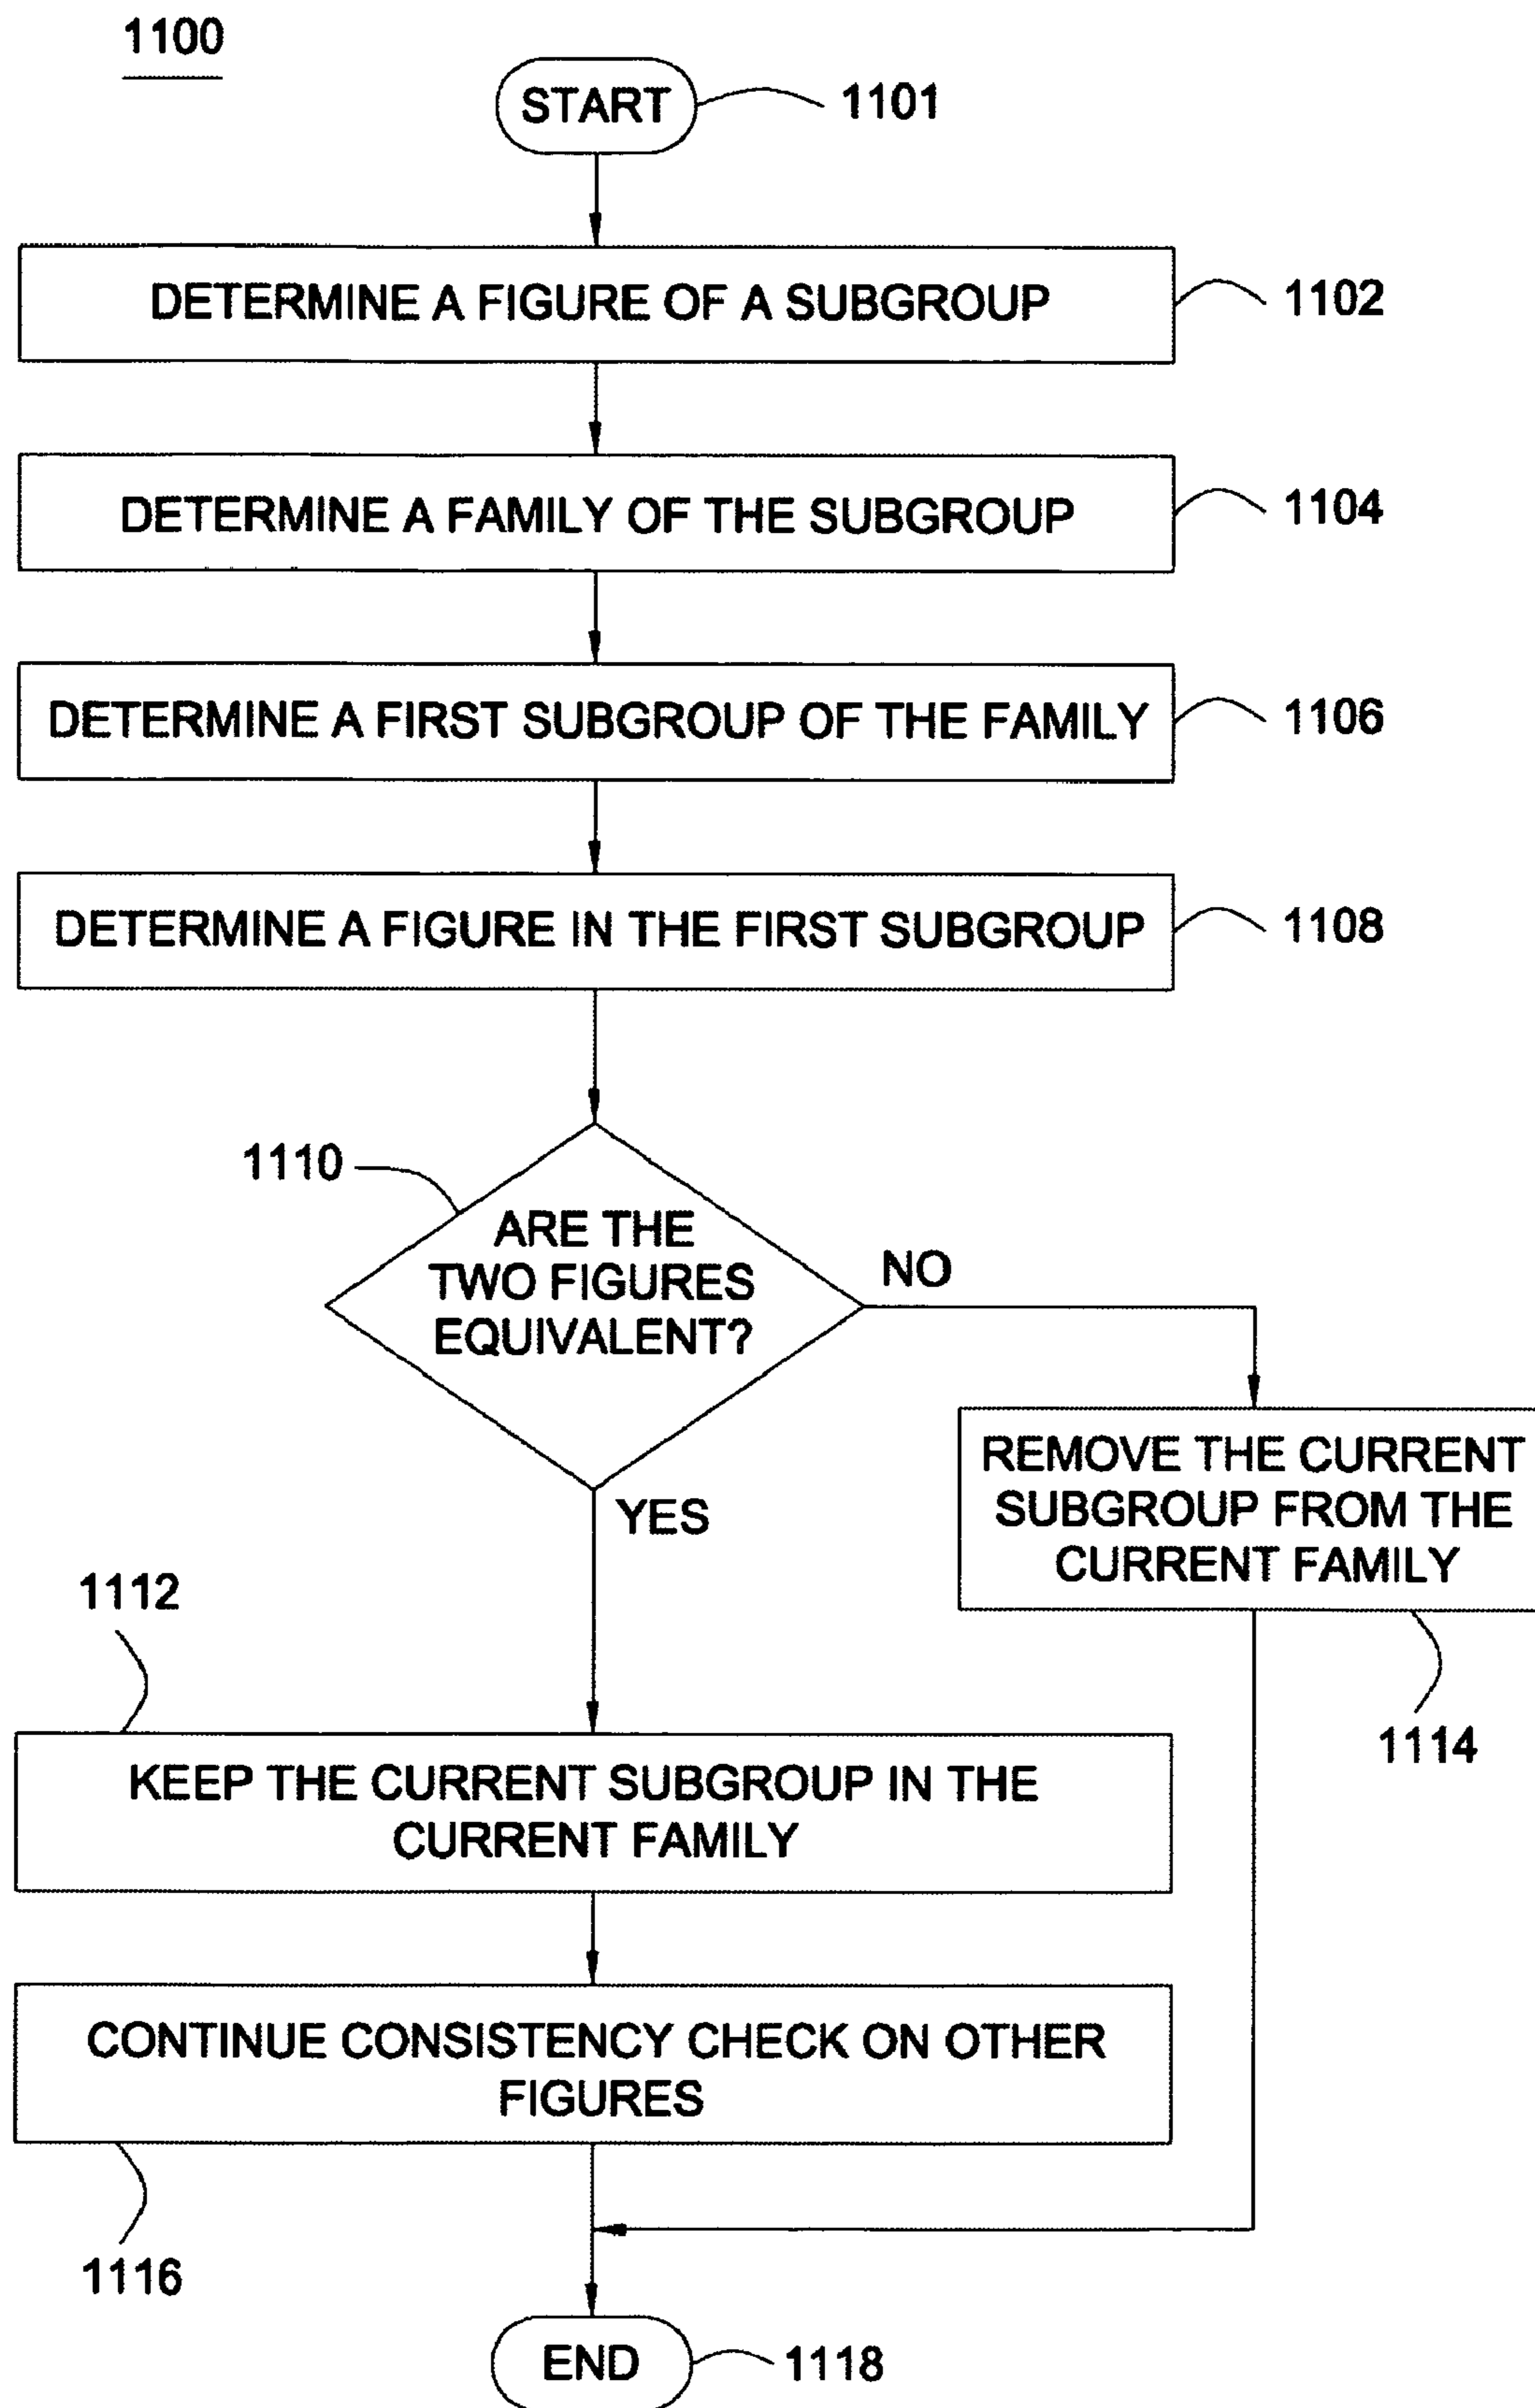 1100
START
1101
DETERMINE A FIGURE OF A SUBGROUP
1102
DETERMINE A FAMILY OF THE SUBGROUP
1104
DETERMINE A FIRST SUBGROUP OF THE FAMILY
1106
DETERMINE A FIGURE IN THE FIRST SUBGROUP
1108
1110
ARE THE
TWO FIGURES
EQUIVALENT?
NO
YES
REMOVE THE CURRENT
SUBGROUP FROM THE
CURRENT FAMILY
1114
1112
KEEP THE CURRENT SUBGROUP IN THE
CURRENT FAMILY
CONTINUE CONSISTENCY CHECK ON OTHER
FIGURES
1116
END
1118